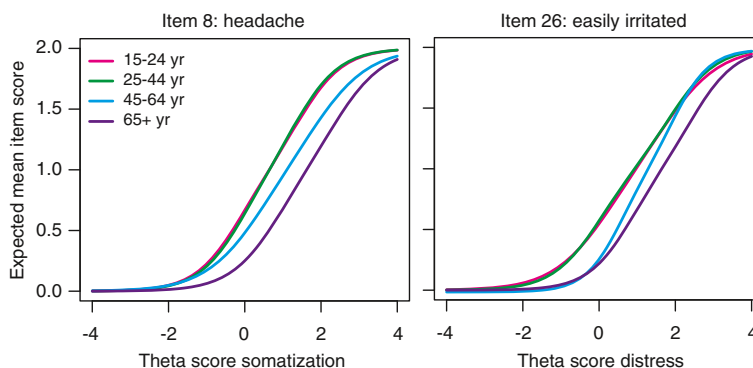 Item 8: headache
Item 26: easily irritated
Expected mean item score
2.0
1.5
1.0
0.5
0.0
15-24 yr
25-44 yr
45-64 yr
65+ yr
-4 -2 0 2 4
-4 -2 0 2 4
Theta score somatization
Theta score distress